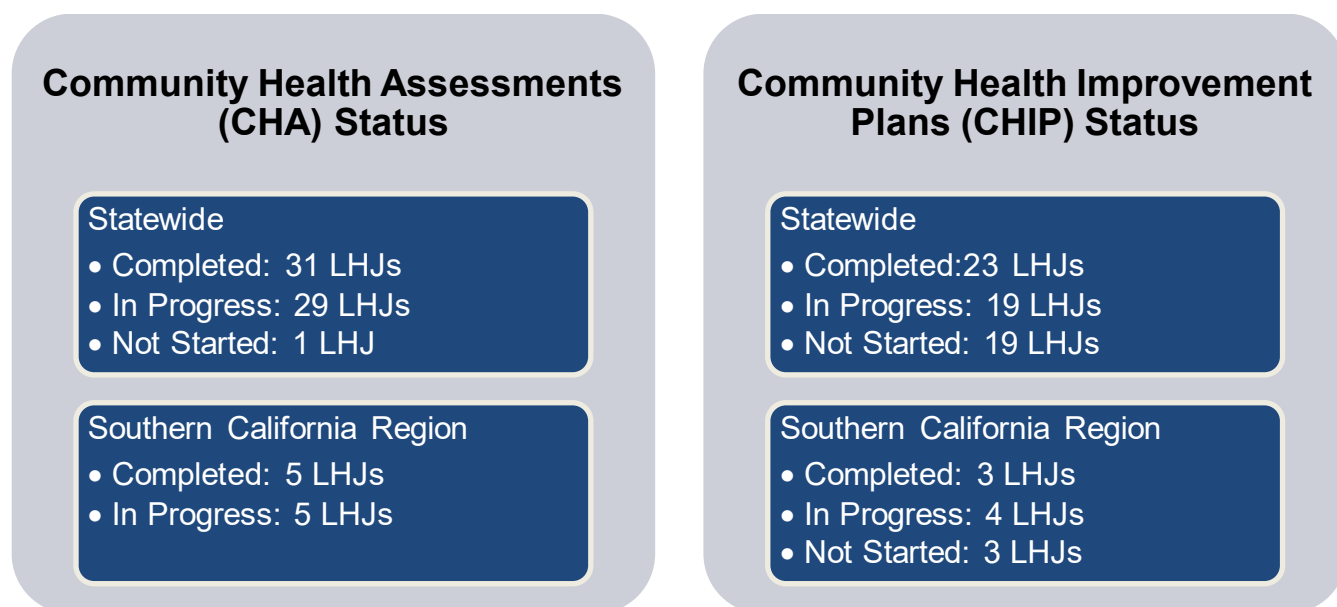 Community Health Assessments
(CHA) Status
Statewide
• Completed: 31 LHJs
• In Progress: 29 LHJs
• Not Started: 1 LHJ
Southern California Region
• Completed: 5 LHJs
• In Progress: 5 LHJs
Community Health Improvement
Plans (CHIP) Status
Statewide
• Completed:23 LHJs
• In Progress: 19 LHJs
• Not Started: 19 LHJs
Southern California Region
• Completed: 3 LHJs
• In Progress: 4 LHJs
• Not Started: 3 LHJs